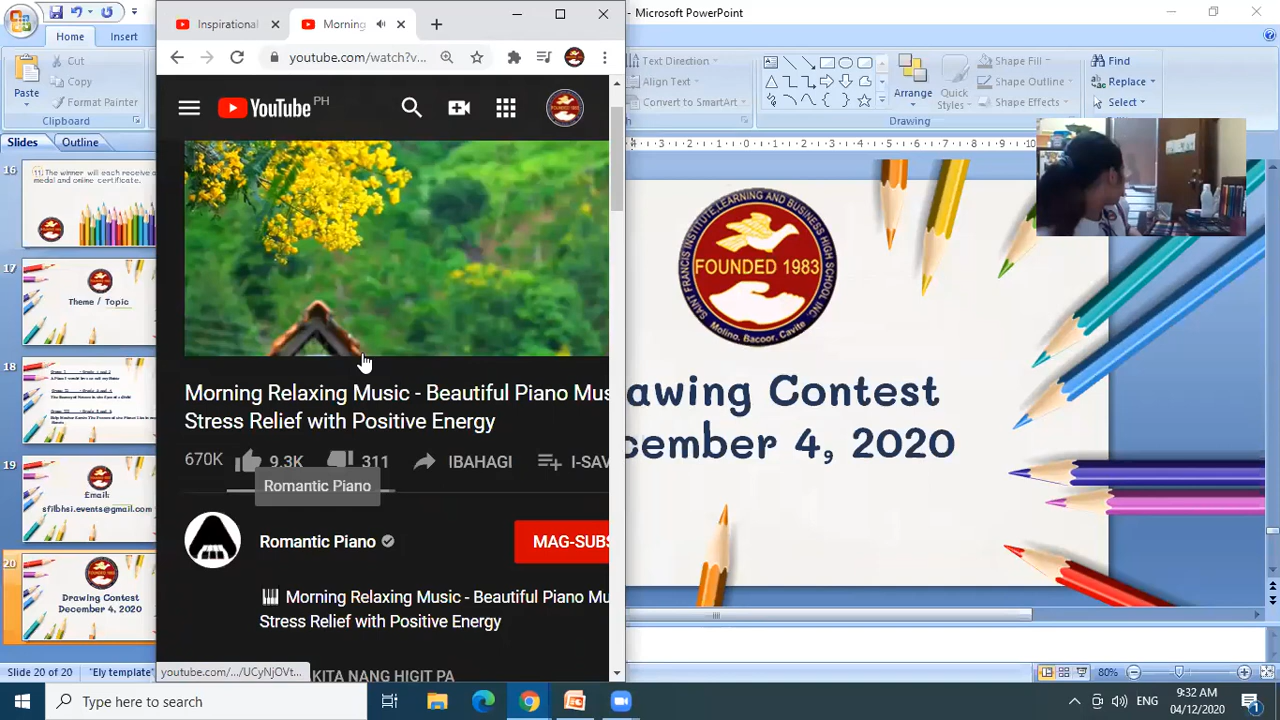 Inspirational
Morning
- Microsoft PowerPoint
Home
Insert
youtube.com/watch?v...
Cut
Copy
Format Painter
Paste
Clipboard
YouTube PH
Text Direction
Align Text
Convert to SmartArt
Arrange
Quick Styles
Shape Fill
Shape Outline
Shape Effects
Drawing
Find
Replace
Select
Slides
Outline
16
11. The winner will each receive a
medal and online certificate.
17
Theme / Topic
18
19
Email:
sfilbhsi.events@gmail.com
20
Drawing Contest
December 4, 2020
Morning Relaxing Music - Beautiful Piano Mus
Stress Relief with Positive Energy
670K
9.3K
311
IBAHAGI
I-SAV
Romantic Piano
Romantic Piano
MAG-SUBS
Morning Relaxing Music - Beautiful Piano Mu
Stress Relief with Positive Energy
KITA NANG HIGIT PA
youtube.com/.../UCyNjOVt...
SAINT FRANCIS INSTITUTE, LEARNING AND BUSINESS HIGH SCHOOL INC.
FOUNDED 1983
Molino, Bacoor, Cavite
awing Contest
cember 4, 2020
Slide 20 of 20
"Ely template"
80%
Type here to search
ENG
9:32 AM
04/12/2020